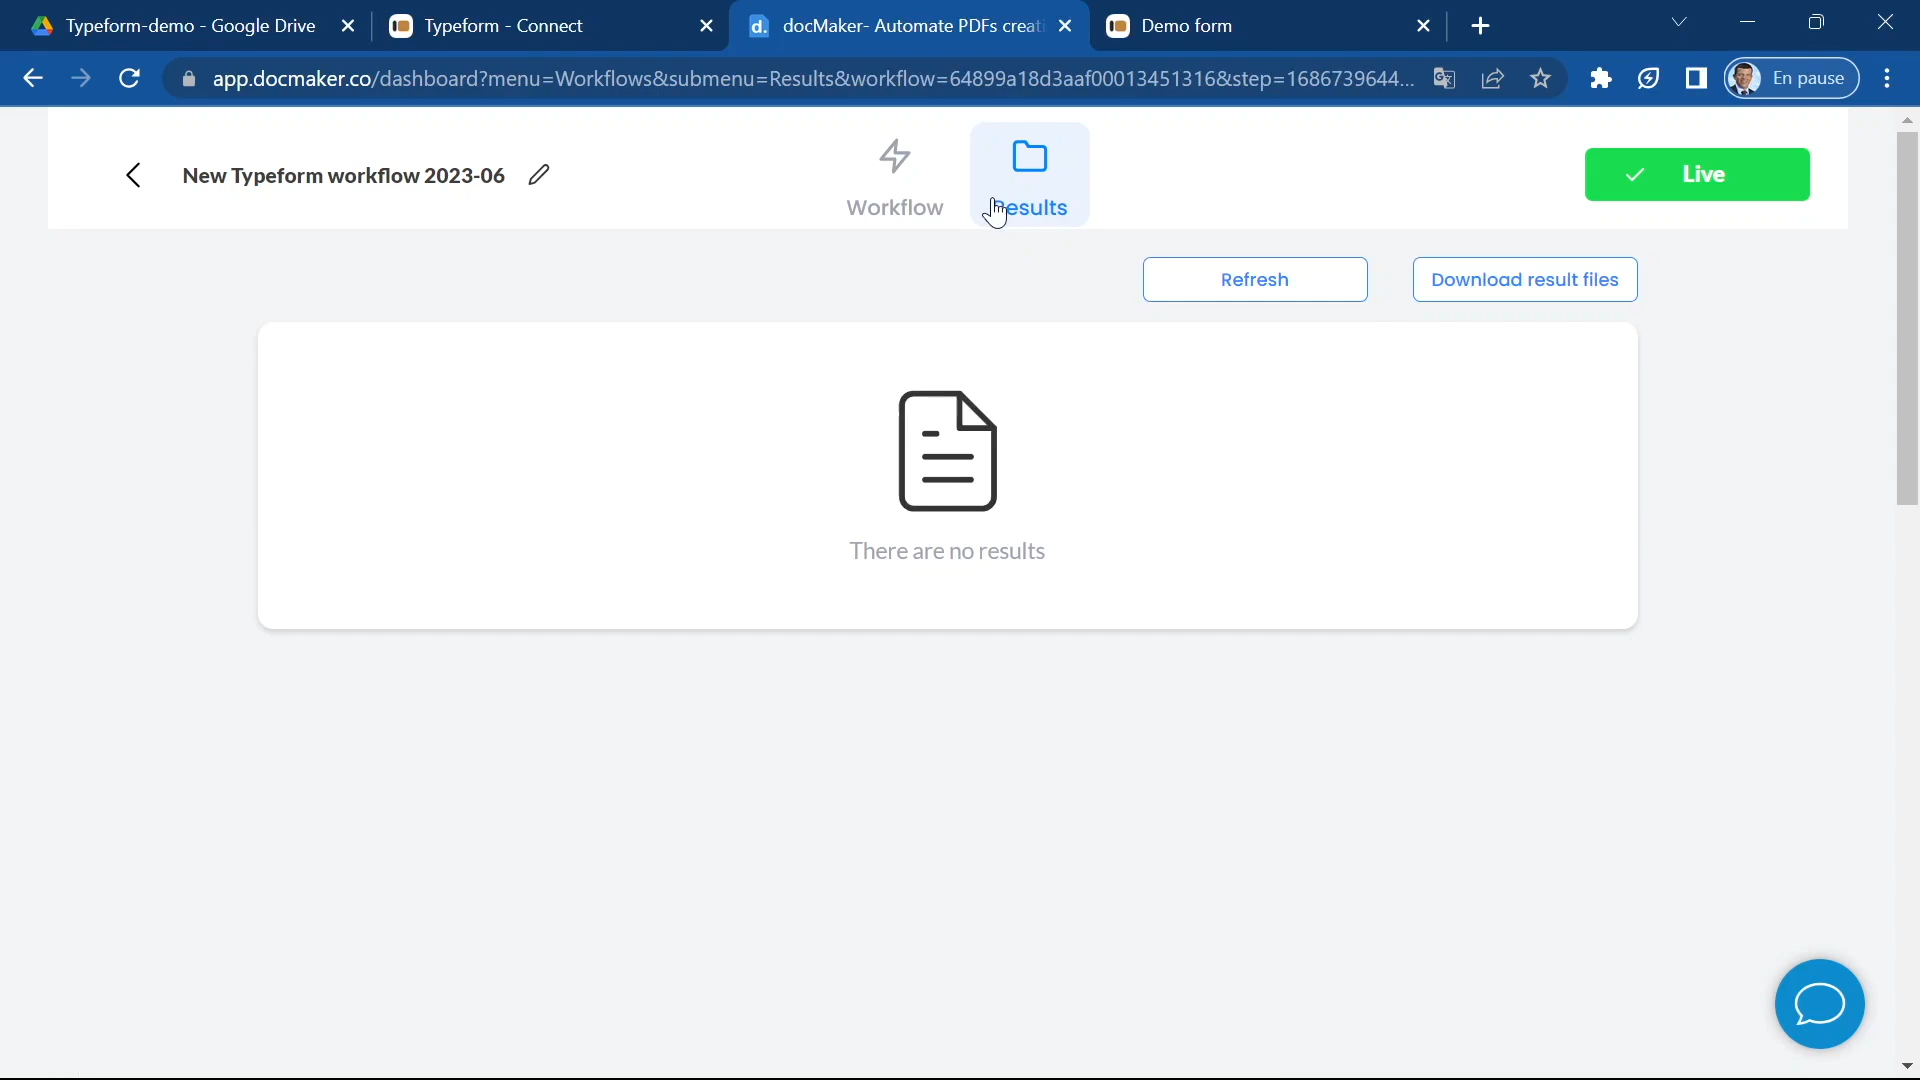 Typeform-demo - Google Drive
Typeform - Connect
d. docMaker- Automate PDFs creati
Demo form
app.docmaker.co/dashboard?menu=Workflows&submenu=Results&workflow=64899a18d3aaf00013451316&step=1686739644...
En pause
New Typeform workflow 2023-06
Workflow
Results
Live
Refresh
Download result files
There are no results